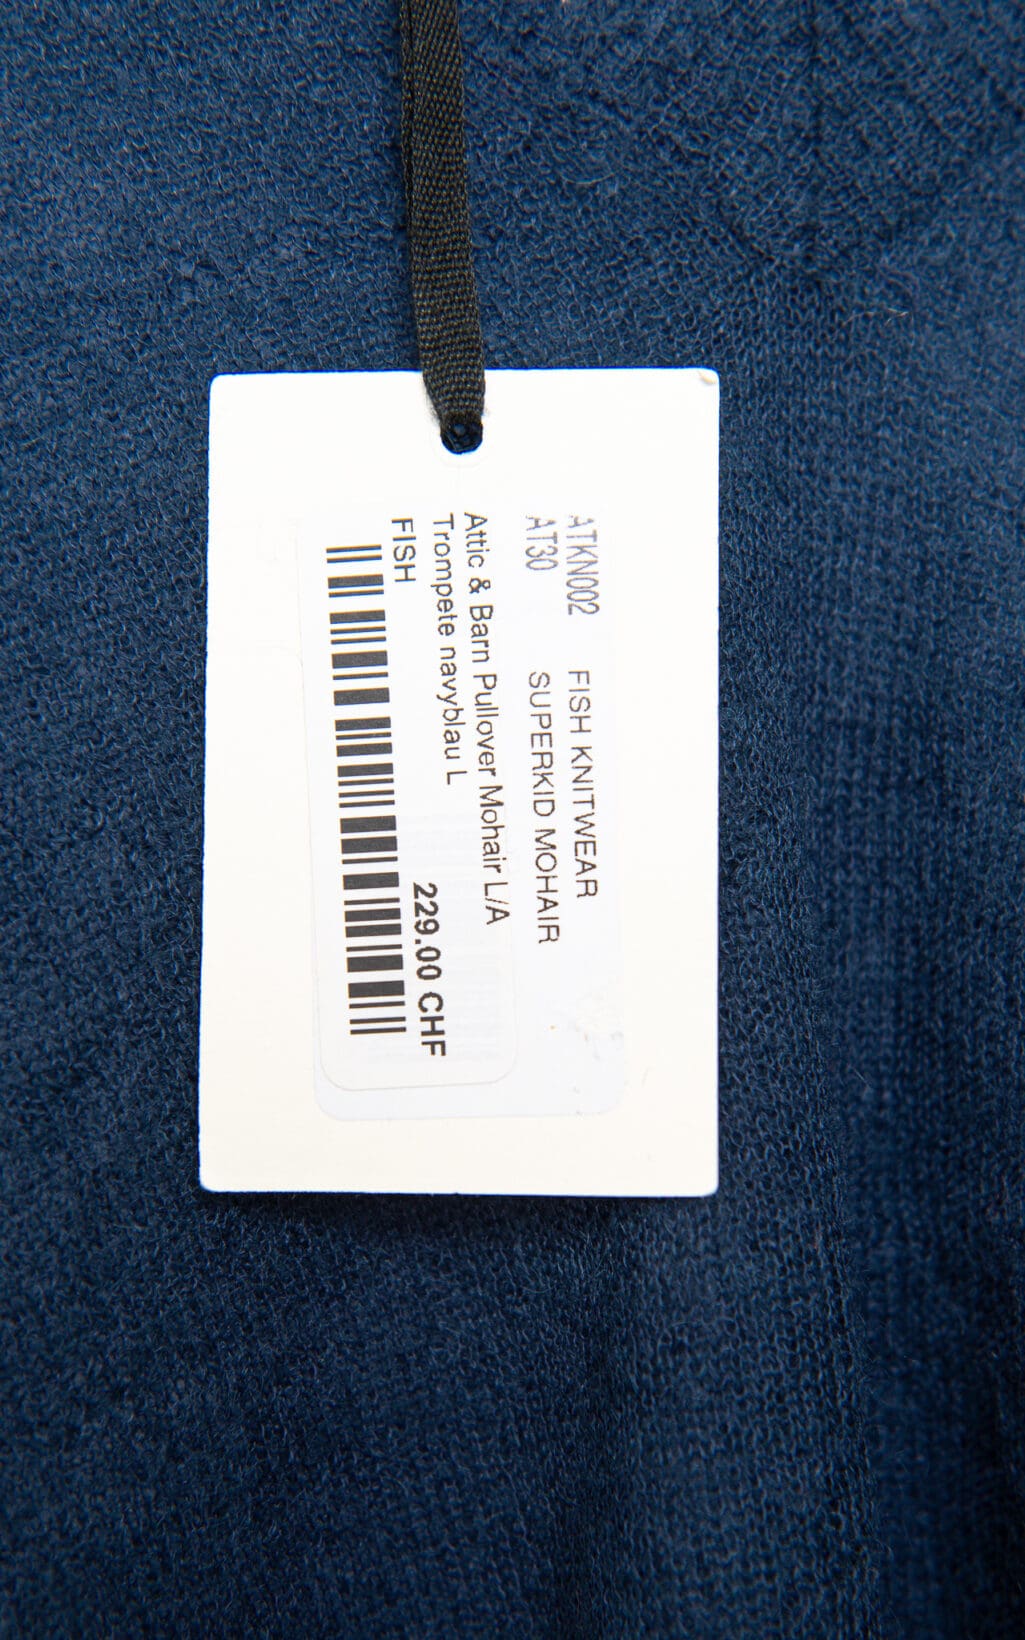 ATKN002 FISH KNITWEAR
AT30 SUPERKID MOHAIR
Attic & Barn Pullover Mohair L/A
Trompete navyblau L
FISH 229.00 CHF